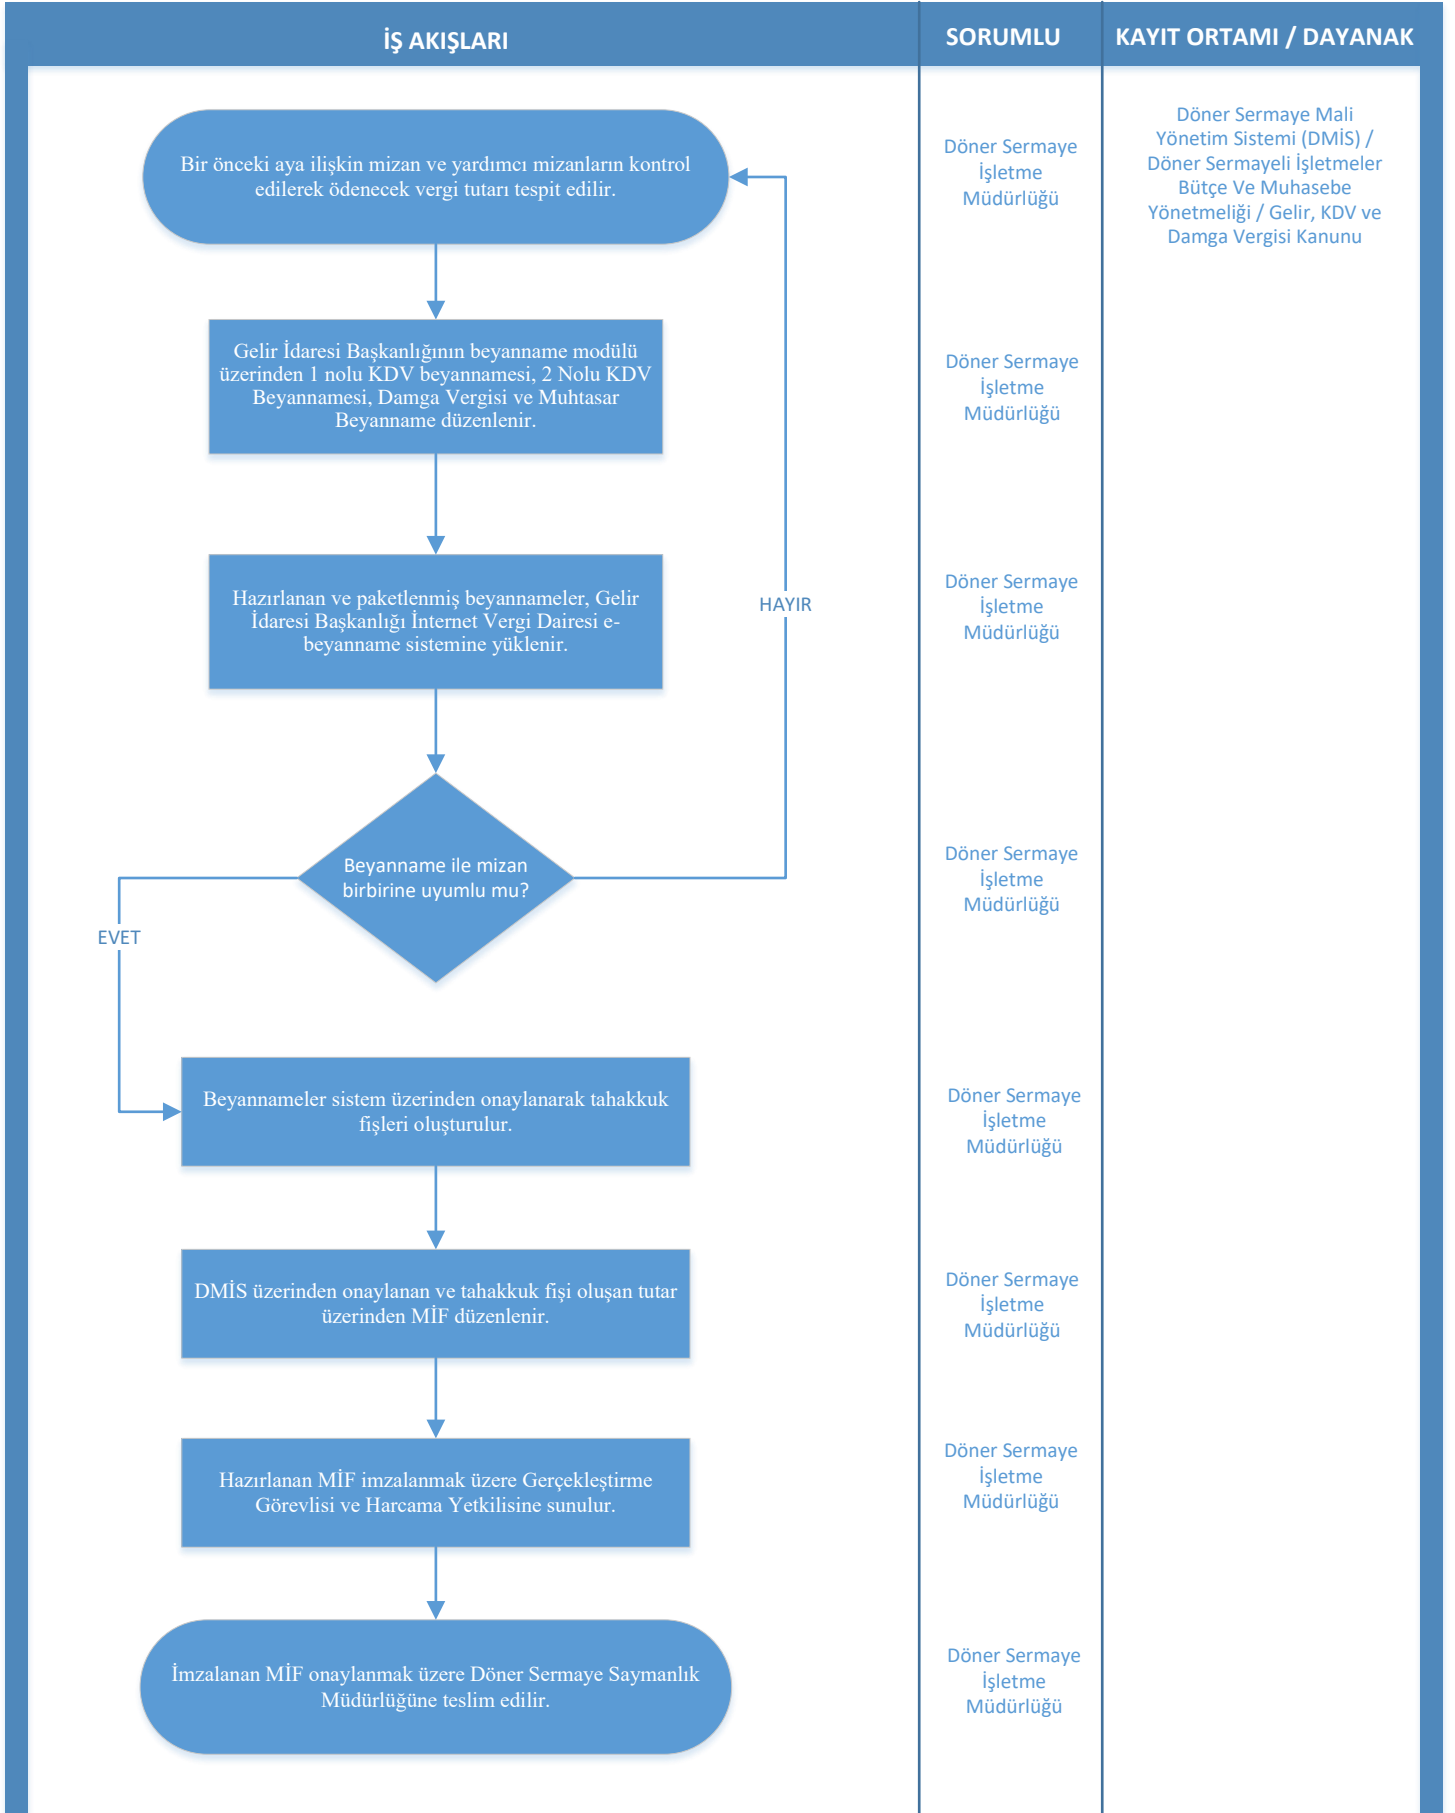 İŞ AKIŞLARI
SORUMLU
KAYIT ORTAMI / DAYANAK
Bir önceki aya ilişkin mizan ve yardımcı mizanların kontrol
edilerek ödenecek vergi tutarı tespit edilir.
Döner Sermaye
İşletme
Müdürlüğü
Döner Sermaye Mali
Yönetim Sistemi (DMİS) /
Döner Sermayeli İşletmeler
Bütçe Ve Muhasebe
Yönetmeliği / Gelir, KDV ve
Damga Vergisi Kanunu
Gelir İdaresi Başkanlığının beyanname modülü
üzerinden 1 nolu KDV beyannamesi, 2 Nolu KDV
Beyannamesi, Damga Vergisi ve Muhtasar
Beyanname düzenlenir.
Döner Sermaye
İşletme
Müdürlüğü
Hazırlanan ve paketlenmiş beyannameler, Gelir
İdaresi Başkanlığı İnternet Vergi Dairesi e-
beyanname sistemine yüklenir.
HAYIR
Döner Sermaye
İşletme
Müdürlüğü
Beyanname ile mizan
birbirine uyumlu mu?
Döner Sermaye
İşletme
Müdürlüğü
EVET
Beyannameler sistem üzerinden onaylanarak tahakkuk
fişleri oluşturulur.
Döner Sermaye
İşletme
Müdürlüğü
DMİS üzerinden onaylanan ve tahakkuk fişi oluşan tutar
üzerinden MİF düzenlenir.
Döner Sermaye
İşletme
Müdürlüğü
Hazırlanan MİF imzalanmak üzere Gerçekleştirme
Görevlisi ve Harcama Yetkilisine sunulur.
Döner Sermaye
İşletme
Müdürlüğü
İmzalanan MİF onaylanmak üzere Döner Sermaye Saymanlık
Müdürlüğüne teslim edilir.
Döner Sermaye
İşletme
Müdürlüğü